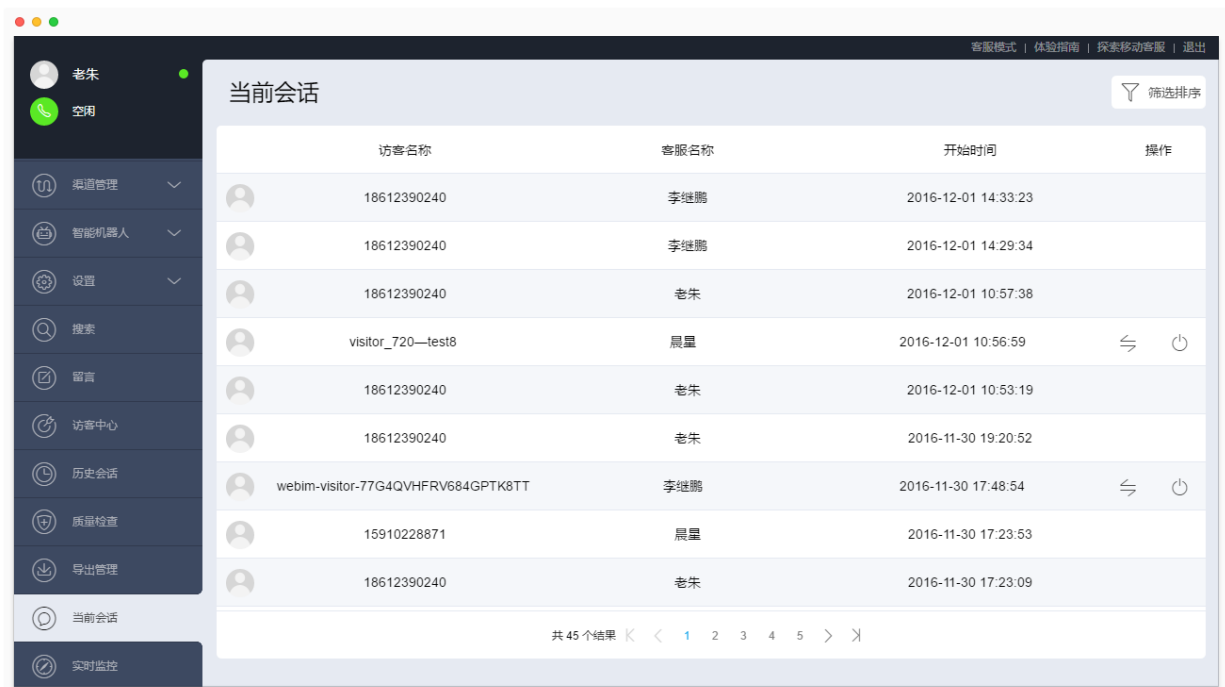 客服模式 | 体验指南 | 探索移动客服 | 退出
老朱
空闲
渠道管理
智能机器人
设置
搜索
留言
访客中心
历史会话
质量检查
导出管理
当前会话
实时监控
当前会话
筛选排序
访客名称 客服名称 开始时间 操作
18612390240 李继鹏 2016-12-01 14:33:23
18612390240 李继鹏 2016-12-01 14:29:34
18612390240 老朱 2016-12-01 10:57:38
visitor_720—test8 晨星 2016-12-01 10:56:59
18612390240 老朱 2016-12-01 10:53:19
18612390240 老朱 2016-11-30 19:20:52
webim-visitor-77G4QVHFRV684GPTK8TT 李继鹏 2016-11-30 17:48:54
15910228871 晨星 2016-11-30 17:23:53
18612390240 老朱 2016-11-30 17:23:09
共 45 个结果 1 2 3 4 5